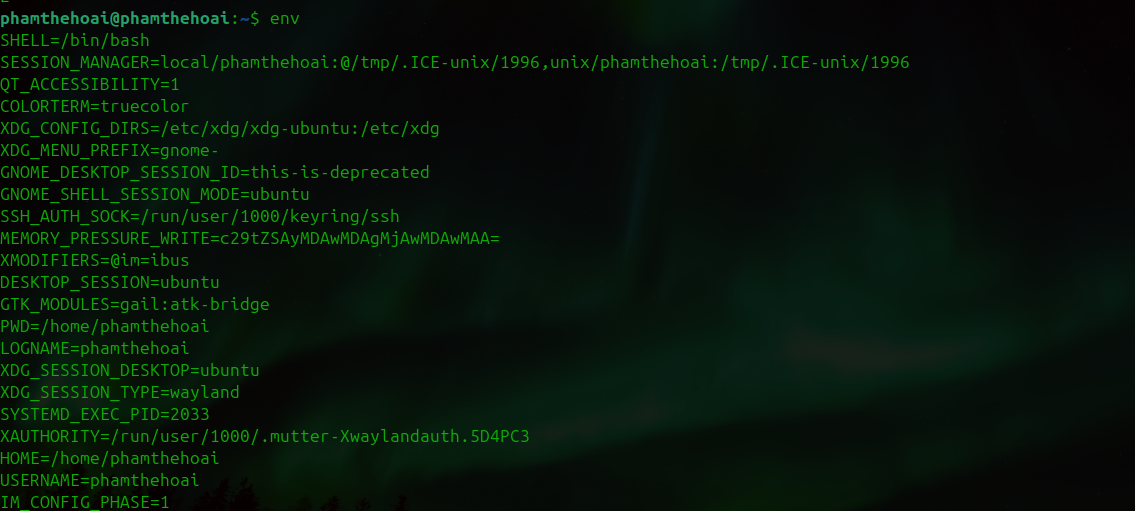 phamthehoai@phamthehoai:~$ env
SHELL=/bin/bash
SESSION_MANAGER=local/phamthehoai:@/tmp/.ICE-unix/1996,unix/phamthehoai:/tmp/.ICE-unix/1996
QT_ACCESSIBILITY=1
COLORTERM=truecolor
XDG_CONFIG_DIRS=/etc/xdg/xdg-ubuntu:/etc/xdg
XDG_MENU_PREFIX=gnome-
GNOME_DESKTOP_SESSION_ID=this-is-deprecated
GNOME_SHELL_SESSION_MODE=ubuntu
SSH_AUTH_SOCK=/run/user/1000/keyring/ssh
MEMORY_PRESSURE_WRITE=c29tZSAyMDAwMDAgMjAwMDAwMAA=
XMODIFIERS=@im=ibus
DESKTOP_SESSION=ubuntu
GTK_MODULES=gail:atk-bridge
PWD=/home/phamthehoai
LOGNAME=phamthehoai
XDG_SESSION_DESKTOP=ubuntu
XDG_SESSION_TYPE=wayland
SYSTEMD_EXEC_PID=2033
XAUTHORITY=/run/user/1000/.mutter-Xwaylandauth.5D4PC3
HOME=/home/phamthehoai
USERNAME=phamthehoai
IM_CONFIG_PHASE=1